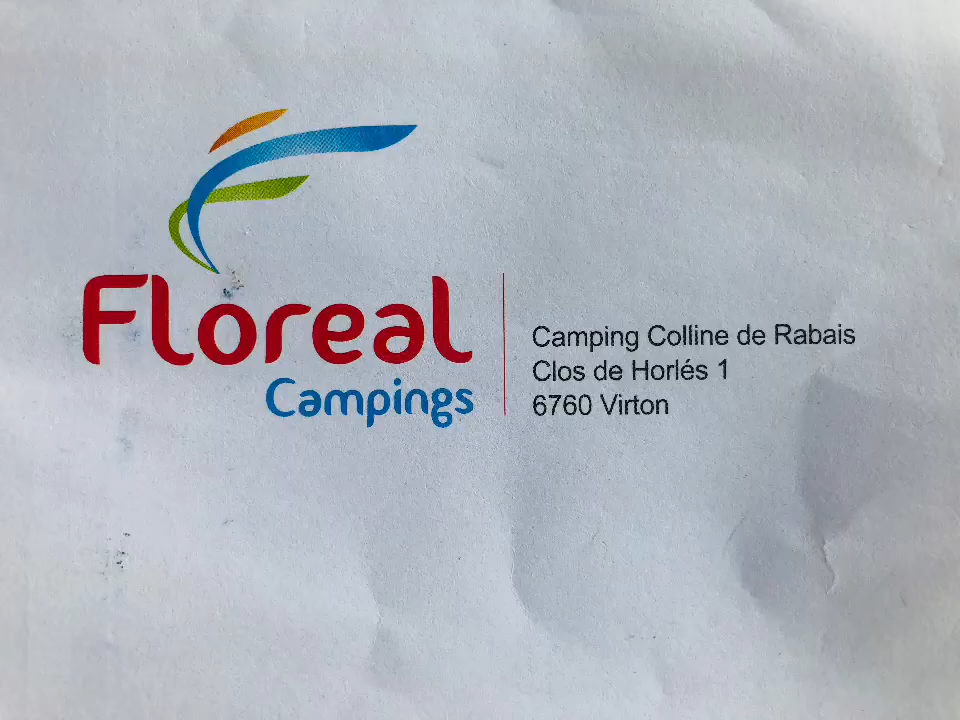 Floreal
Campings
Camping Colline de Rabais
Clos de Horlés 1
6760 Virton